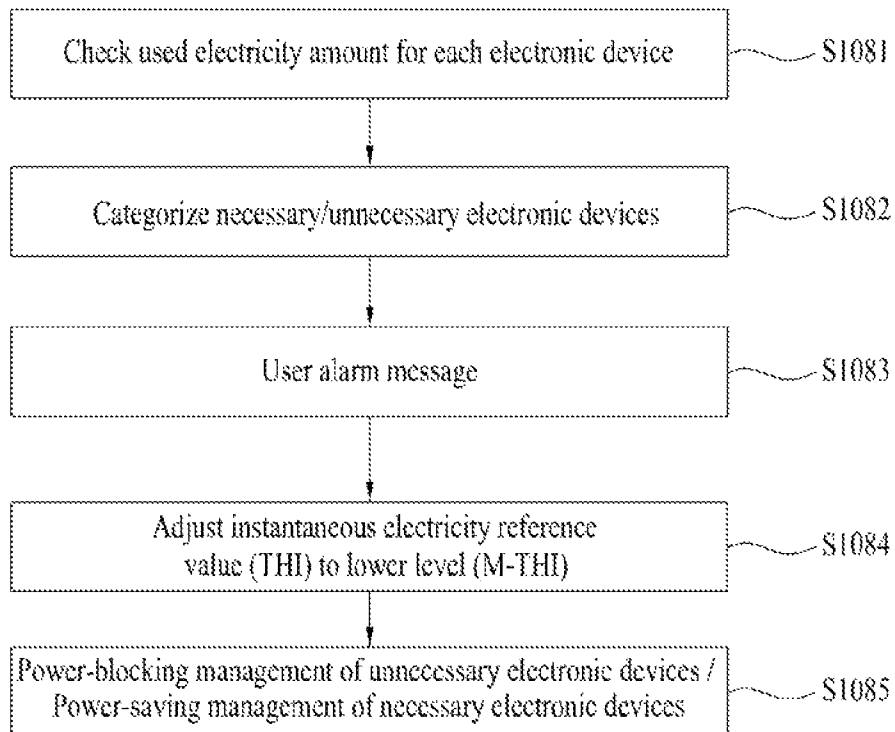 Check used electricity amount for each electronic device
S1081
Categorize necessary/unnecessary electronic devices
S1082
User alarm message
S1083
Adjust instantaneous electricity reference
value (THI) to lower level (M-THI)
S1084
Power-blocking management of unnecessary electronic devices /
Power-saving management of necessary electronic devices
S1085